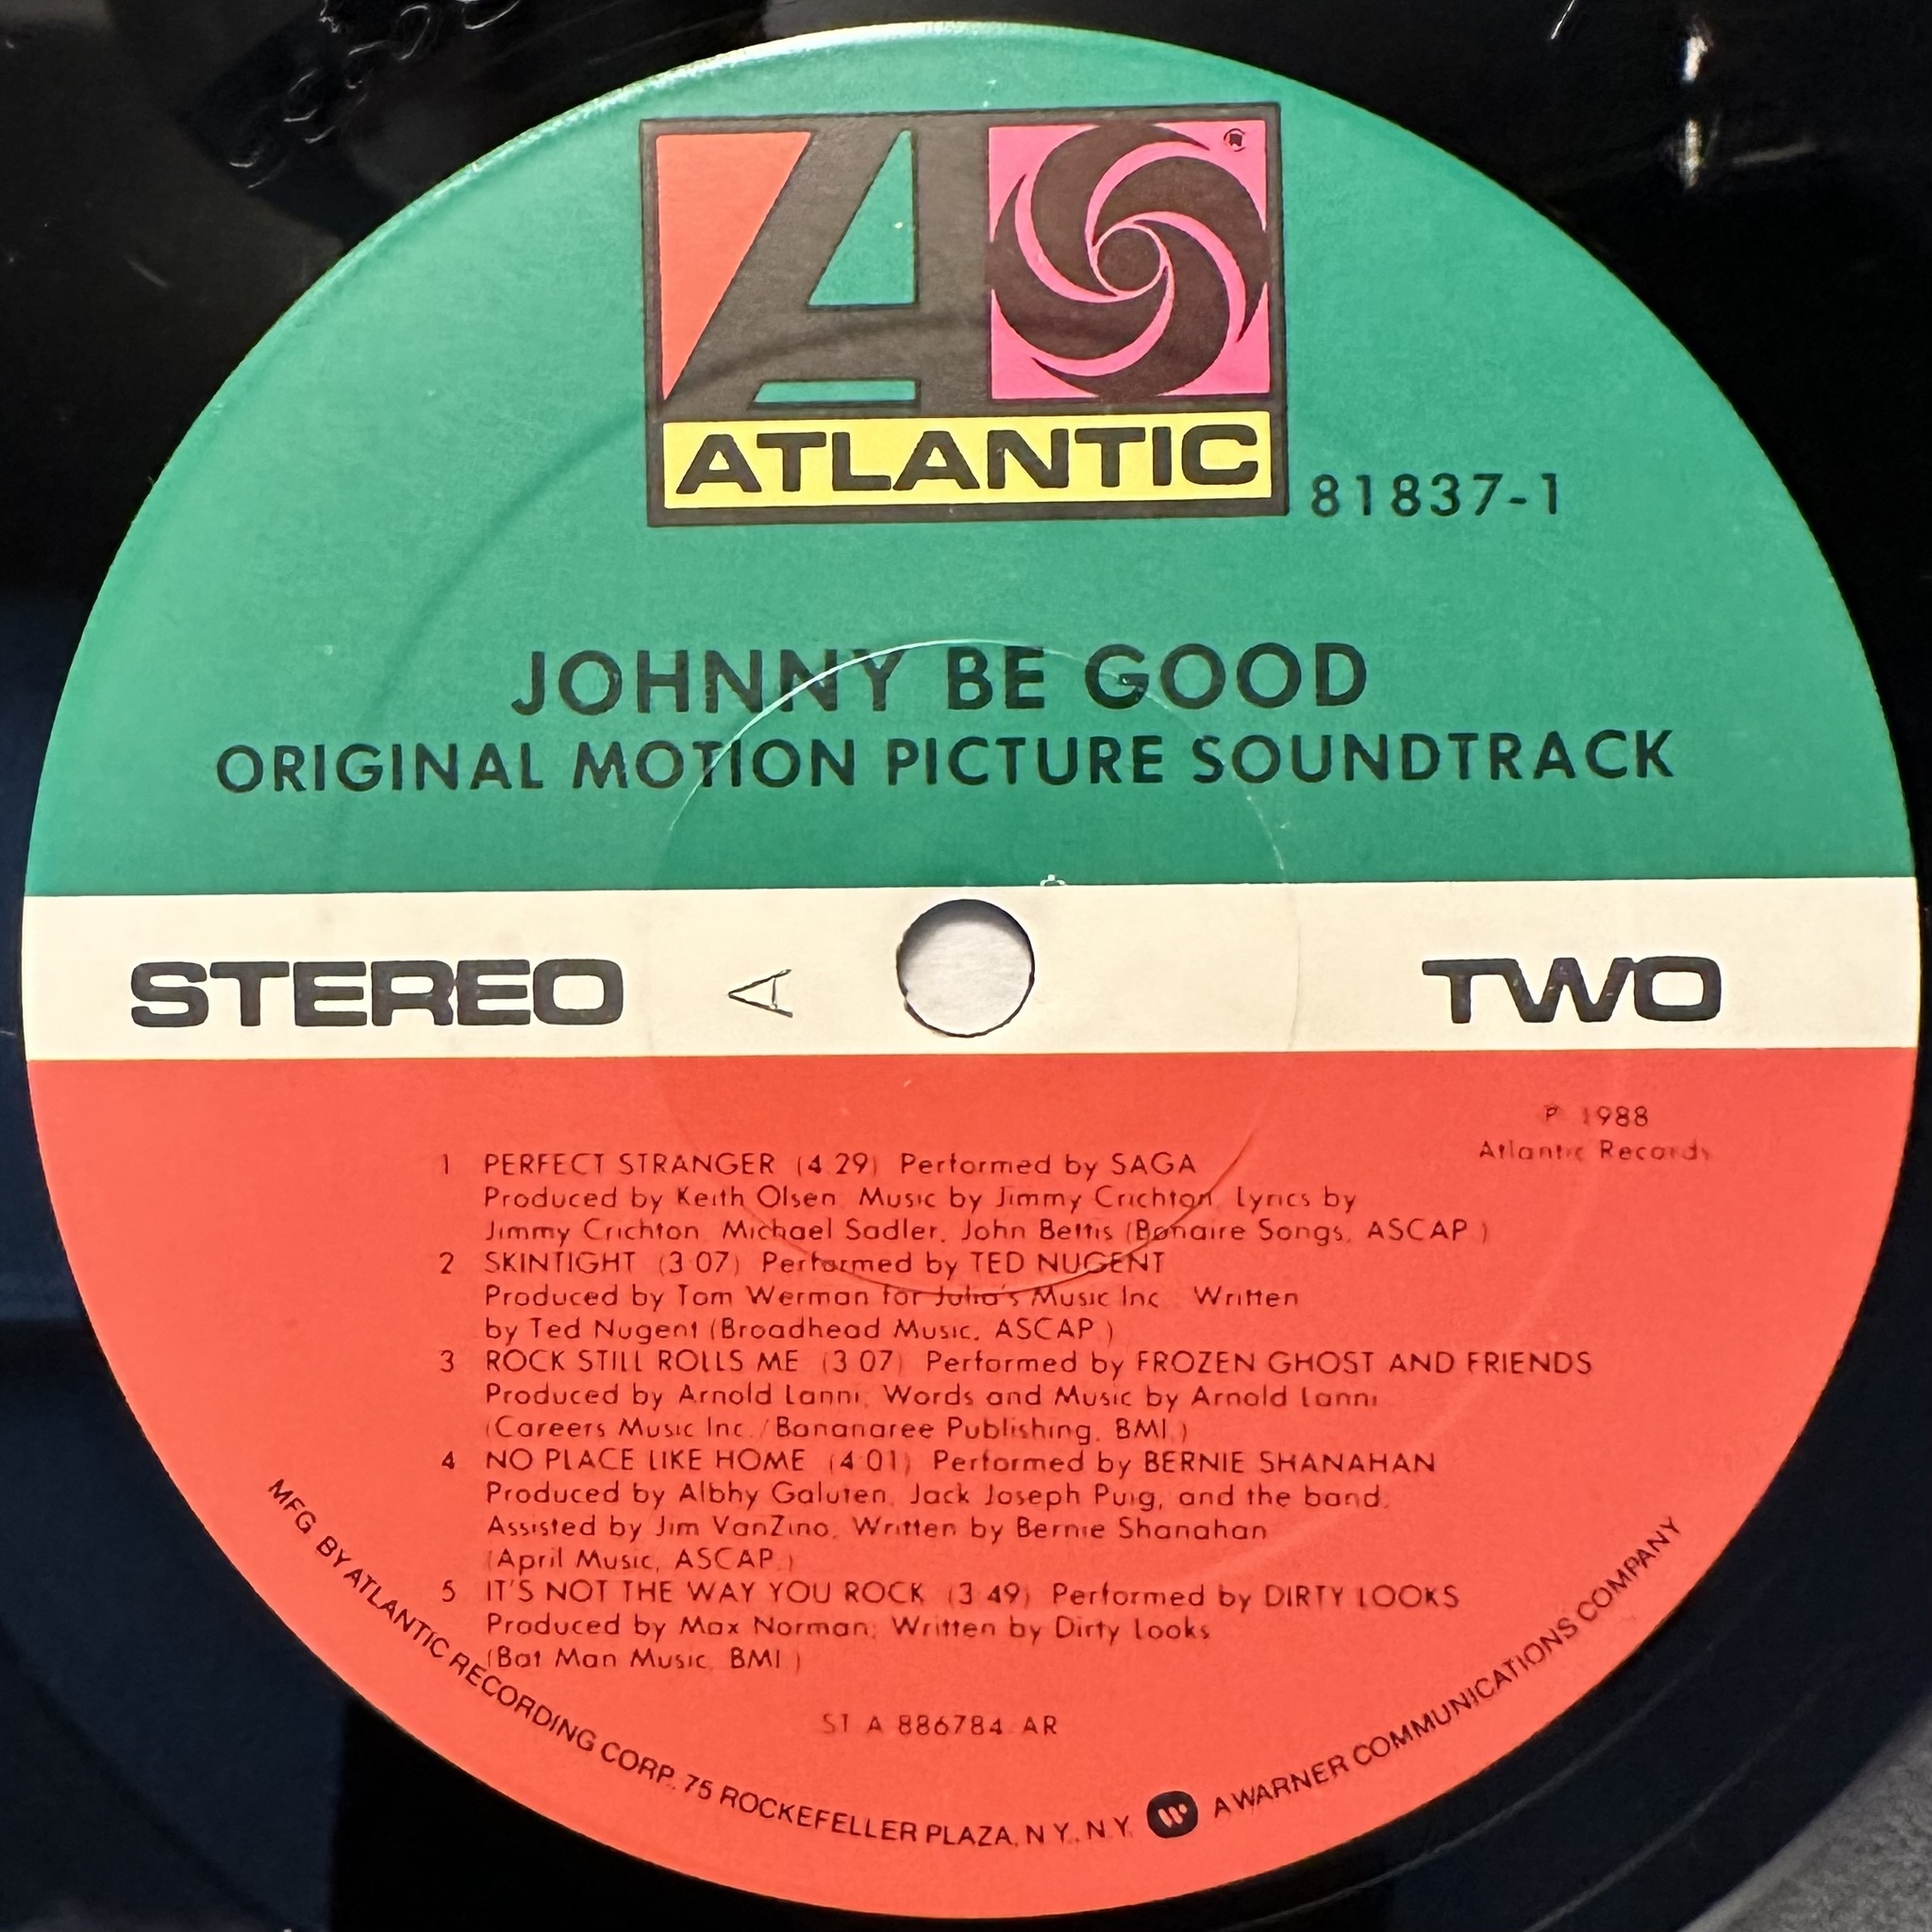 ATLANTIC
81837-1
JOHNNY BE GOOD
ORIGINAL MOTION PICTURE SOUNDTRACK
STEREO A TWO
℗ 1988
Atlantic Records
1 PERFECT STRANGER (4:29) Performed by SAGA
Produced by Keith Olsen, Music by Jimmy Crichton, Lyrics by
Jimmy Crichton, Michael Sadler, John Bettis (Bonaire Songs, ASCAP.)
2 SKINTIGHT (3:07) Performed by TED NUGENT
Produced by Tom Werman for Julia's Music Inc., Written
by Ted Nugent (Broadhead Music, ASCAP.)
3 ROCK STILL ROLLS ME (3:07) Performed by FROZEN GHOST AND FRIENDS
Produced by Arnold Lanni; Words and Music by Arnold Lanni
(Careers Music Inc./Bananaree Publishing, BMI.)
4 NO PLACE LIKE HOME (4:01) Performed by BERNIE SHANAHAN
Produced by Albhy Galuten, Jack Joseph Puig, and the band.
Assisted by Jim VanZino, Written by Bernie Shanahan
(April Music, ASCAP.)
5 IT'S NOT THE WAY YOU ROCK (3:49) Performed by DIRTY LOOKS
Produced by Max Norman; Written by Dirty Looks
(Bat Man Music, BMI.)
ST A 886784 AR
MFG. BY ATLANTIC RECORDING CORP. 75 ROCKEFELLER PLAZA, N.Y., N.Y. A WARNER COMMUNICATIONS COMPANY